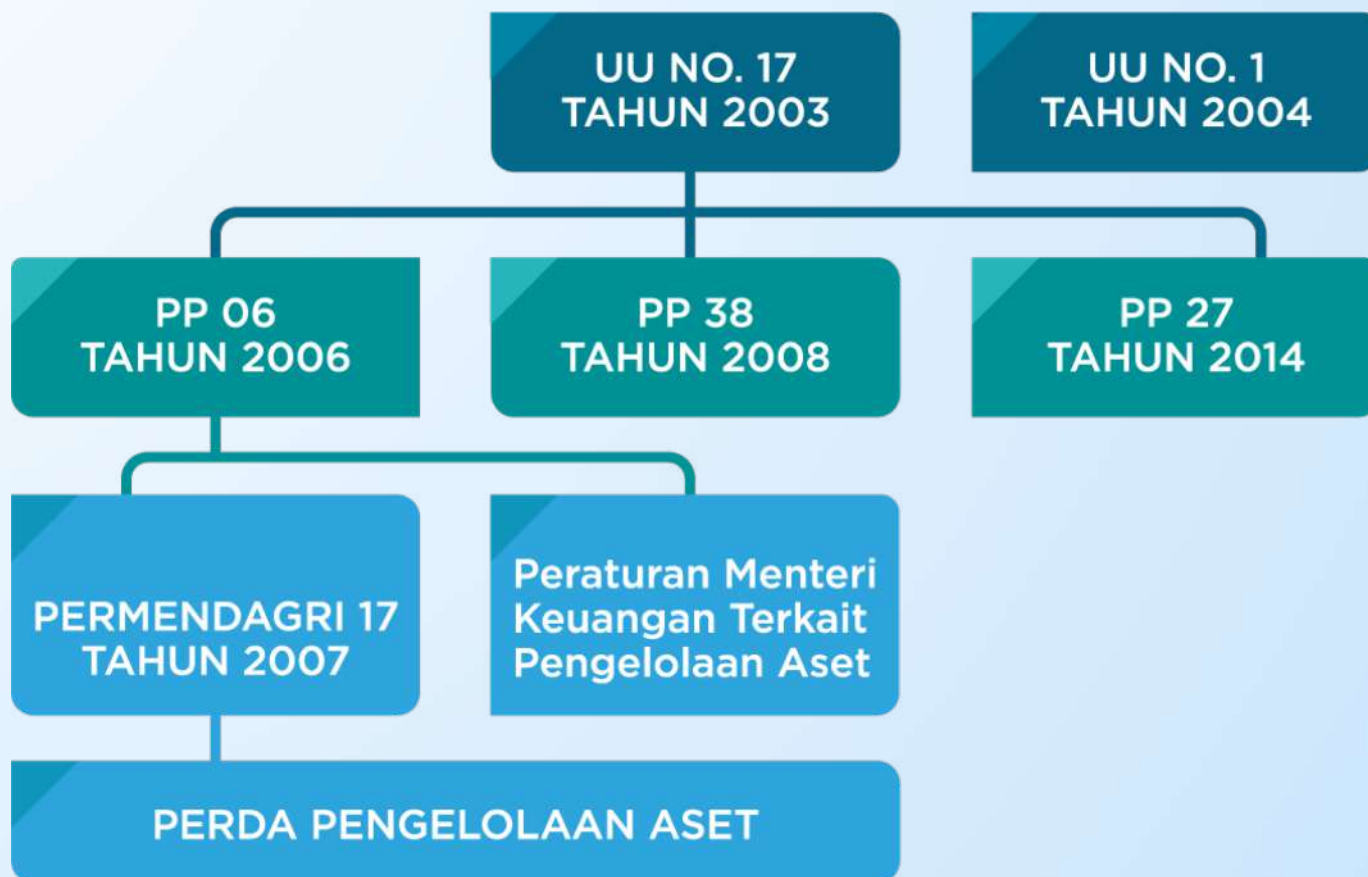 UU NO. 17
TAHUN 2003
UU NO. 1
TAHUN 2004
PP 06
TAHUN 2006
PP 38
TAHUN 2008
PP 27
TAHUN 2014
PERMENDAGRI 17
TAHUN 2007
Peraturan Menteri
Keuangan Terkait
Pengelolaan Aset
PERDA PENGELOLAAN ASET